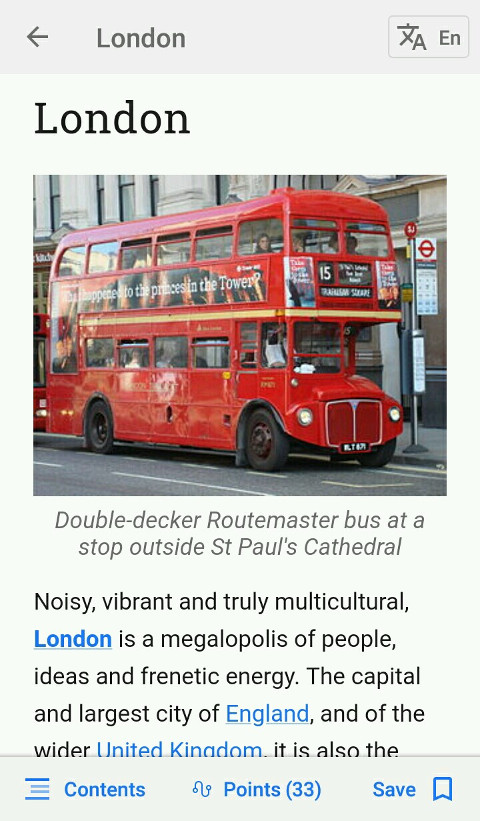 London
En
London
happened to the princes in the Tower?
15
TRAFALGAR SQUARE
RLT 871
Double-decker Routemaster bus at a
stop outside St Paul's Cathedral
Noisy, vibrant and truly multicultural,
London is a megalopolis of people,
ideas and frenetic energy. The capital
and largest city of England, and of the
wider United Kingdom, it is also the
Contents
Points (33)
Save